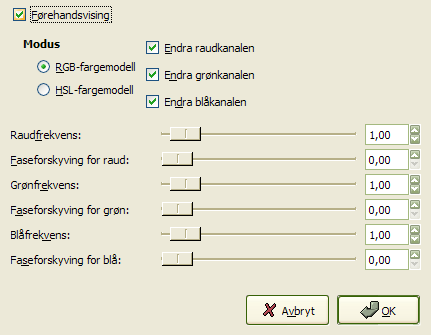 Førehandsvising
Modus
RGB-fargemodell
HSL-fargemodell
Endra raudkanalen
Endra grønkanalen
Endra blåkanalen
Raudfrekvens: 1,00
Faseforskyving for raud: 0,00
Grønfrekvens: 1,00
Faseforskyving for grøn: 0,00
Blåfrekvens: 1,00
Faseforskyving for blå: 0,00
Avbryt OK